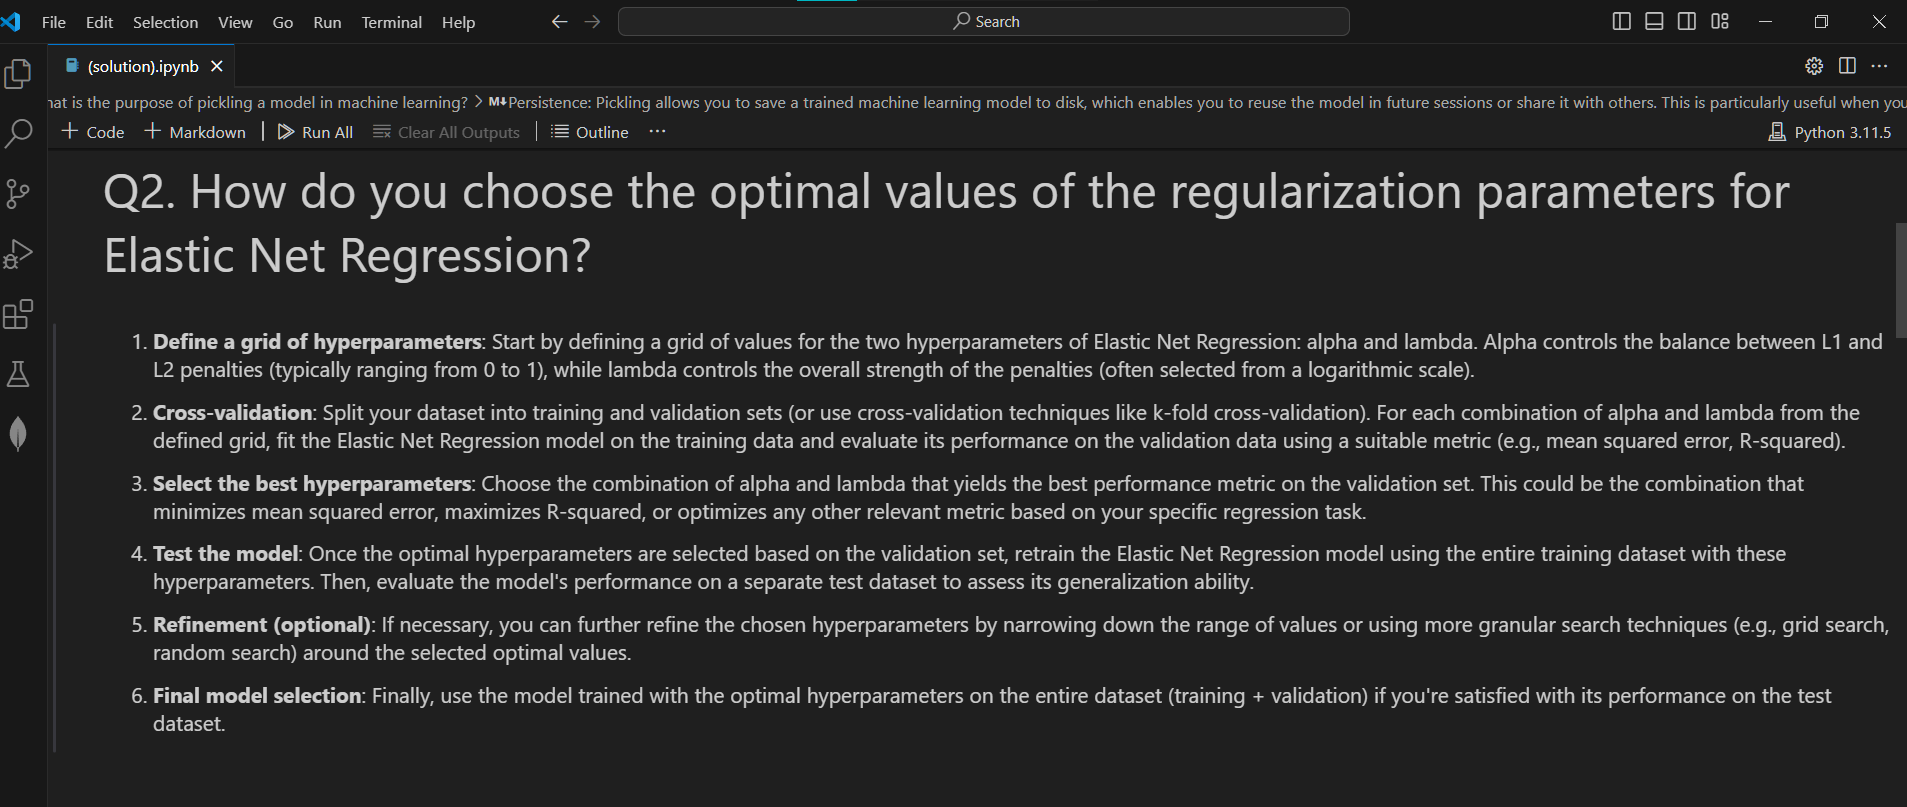 File Edit Selection View Go Run Terminal Help
Search
(solution).ipynb
at is the purpose of pickling a model in machine learning? > M↓Persistence: Pickling allows you to save a trained machine learning model to disk, which enables you to reuse the model in future sessions or share it with others. This is particularly useful when you
+ Code + Markdown | Run All Clear All Outputs | Outline ...
Python 3.11.5
Q2. How do you choose the optimal values of the regularization parameters for
Elastic Net Regression?
1. Define a grid of hyperparameters: Start by defining a grid of values for the two hyperparameters of Elastic Net Regression: alpha and lambda. Alpha controls the balance between L1 and
L2 penalties (typically ranging from 0 to 1), while lambda controls the overall strength of the penalties (often selected from a logarithmic scale).
2. Cross-validation: Split your dataset into training and validation sets (or use cross-validation techniques like k-fold cross-validation). For each combination of alpha and lambda from the
defined grid, fit the Elastic Net Regression model on the training data and evaluate its performance on the validation data using a suitable metric (e.g., mean squared error, R-squared).
3. Select the best hyperparameters: Choose the combination of alpha and lambda that yields the best performance metric on the validation set. This could be the combination that
minimizes mean squared error, maximizes R-squared, or optimizes any other relevant metric based on your specific regression task.
4. Test the model: Once the optimal hyperparameters are selected based on the validation set, retrain the Elastic Net Regression model using the entire training dataset with these
hyperparameters. Then, evaluate the model's performance on a separate test dataset to assess its generalization ability.
5. Refinement (optional): If necessary, you can further refine the chosen hyperparameters by narrowing down the range of values or using more granular search techniques (e.g., grid search,
random search) around the selected optimal values.
6. Final model selection: Finally, use the model trained with the optimal hyperparameters on the entire dataset (training + validation) if you're satisfied with its performance on the test
dataset.